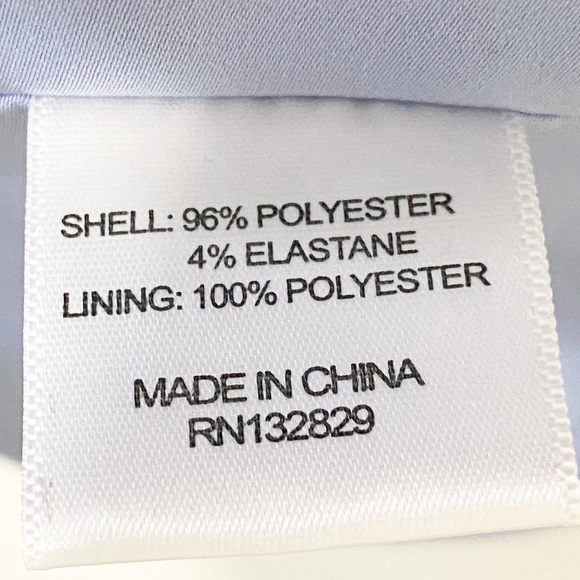 SHELL: 96% POLYESTER
4% ELASTANE
LINING: 100% POLYESTER
MADE IN CHINA
RN132829